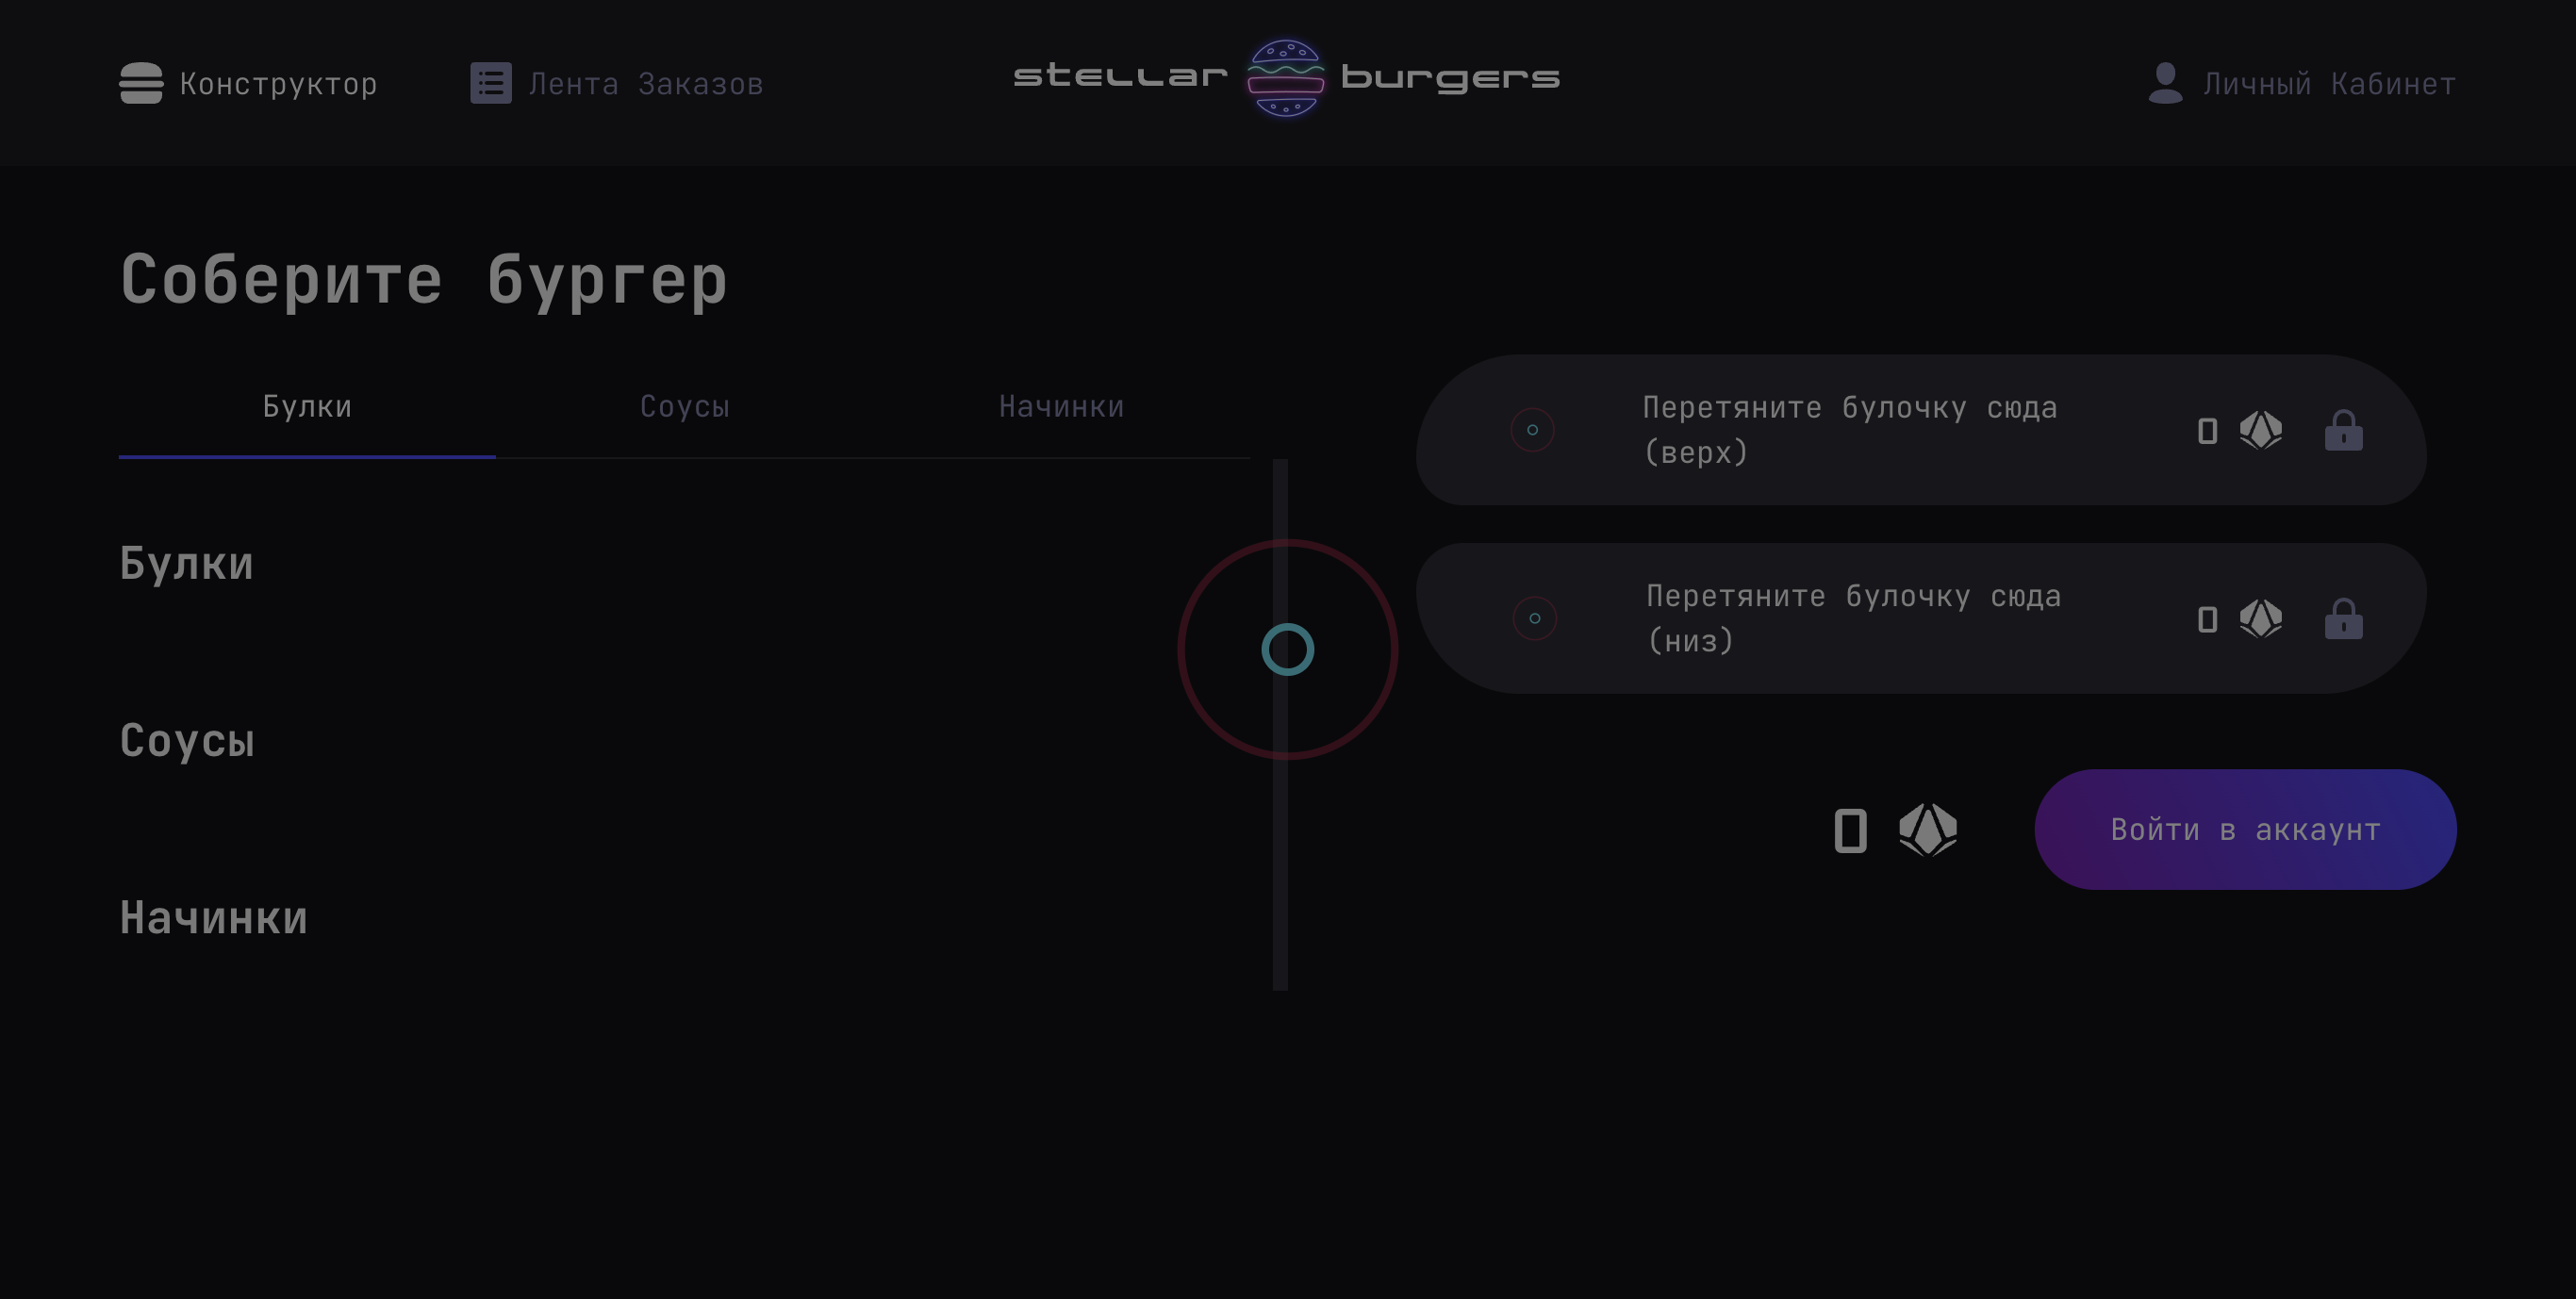 Конструктор
Лента Заказов
stellar burgers
Личный Кабинет
Соберите бургер
Булки
Соусы
Начинки
Булки
Соусы
Начинки
Перетяните булочку сюда
(верх)
0
Перетяните булочку сюда
(низ)
0
0
Войти в аккаунт